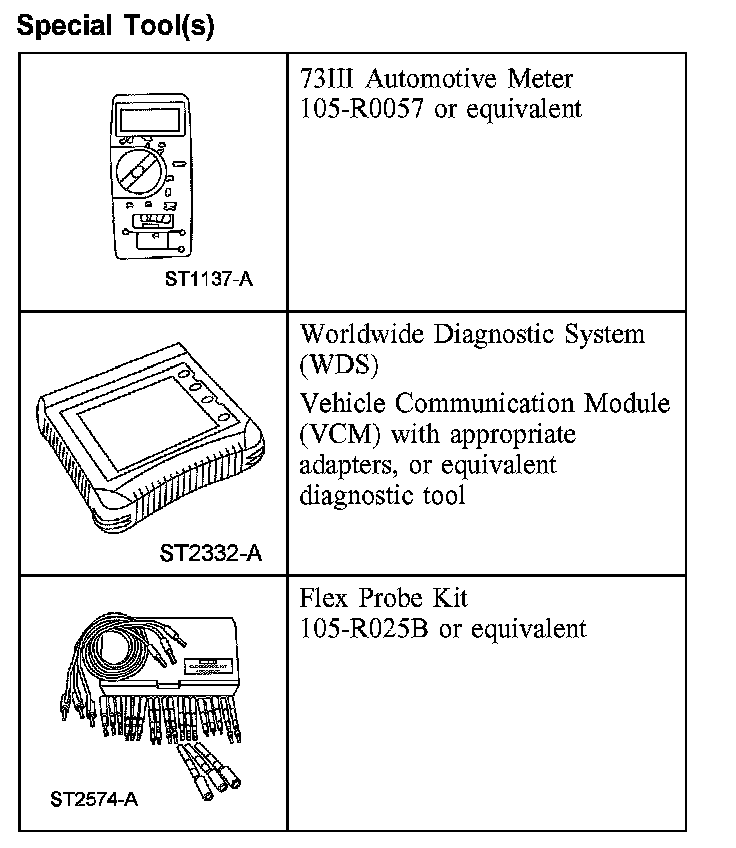 Special Tool(s)
73III Automotive Meter
105-R0057 or equivalent
ST1137-A
Worldwide Diagnostic System
(WDS)
Vehicle Communication Module
(VCM) with appropriate
adapters, or equivalent
diagnostic tool
ST2332-A
Flex Probe Kit
105-R025B or equivalent
ST2574-A